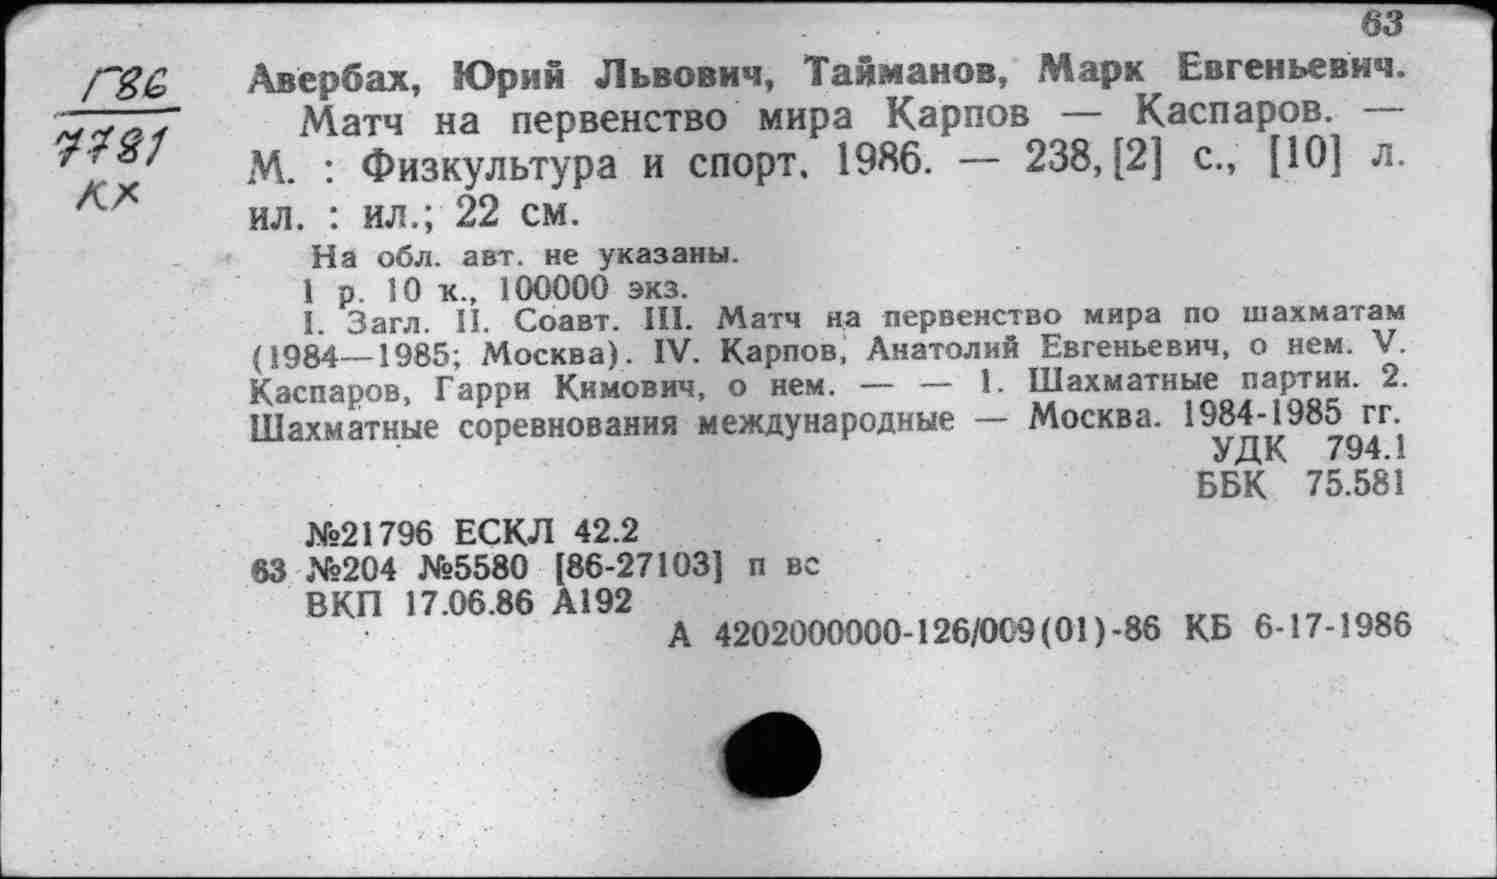 63
Г86
7781
КХ
Авербах, Юрий Львович, Тайманов, Марк Евгеньевич.
Матч на первенство мира Карпов — Каспаров. —
М. : Физкультура и спорт, 1986. — 238, [2] с., [10] л.
ил. : ил.; 22 см.
На обл. авт. не указаны.
1 р. 10 к., 100000 экз.
I. Загл. II. Соавт. III. Матч на первенство мира по шахматам
(1984—1985; Москва). IV. Карпов, Анатолий Евгеньевич, о нем. V.
Каспаров, Гарри Кимович, о нем. — — 1. Шахматные партии. 2.
Шахматные соревнования международные — Москва. 1984-1985 гг.
УДК 794.1
ББК 75.581
№21796 ЕСКЛ 42.2
63 №204 №5580 [86-27103] п вс
ВКП 17.06.86 А192
А 4202000000-126/009(01)-86 КБ 6-17-1986